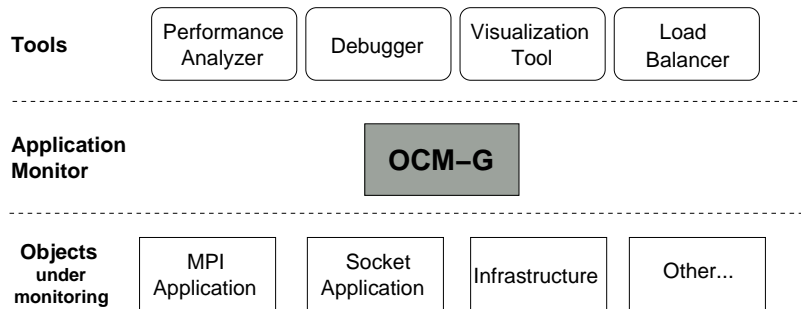 Tools
Performance
Analyzer
Debugger
Visualization
Tool
Load
Balancer
Application
Monitor
OCM–G
Objects
under
monitoring
MPI
Application
Socket
Application
Infrastructure
Other...